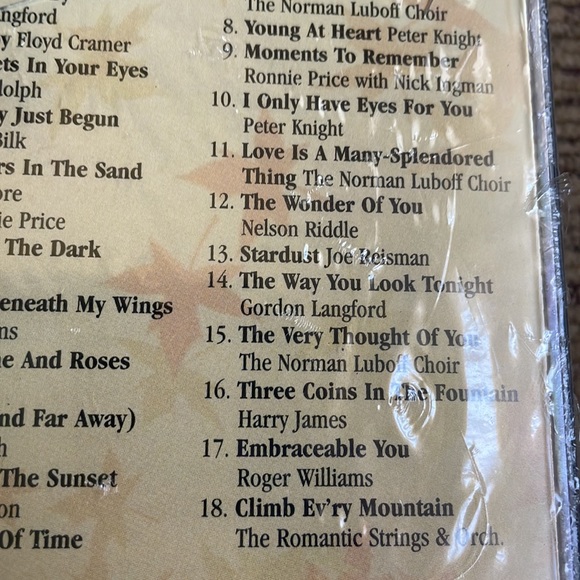 ngford
y Floyd Cramer
ts In Your Eyes
dolph
y Just Begun
Bilk
rs In The Sand
ore
ie Price
The Dark
eneath My Wings
ns
e And Roses
nd Far Away)
h
The Sunset
on
Of Time
The Norman Luboff Choir
8. Young At Heart Peter Knight
9. Moments To Remember
Ronnie Price with Nick Ingman
10. I Only Have Eyes For You
Peter Knight
11. Love Is A Many-Splendored
Thing The Norman Luboff Choir
12. The Wonder Of You
Nelson Riddle
13. Stardust Joe Reisman
14. The Way You Look Tonight
Gordon Langford
15. The Very Thought Of You
The Norman Luboff Choir
16. Three Coins In The Fountain
Harry James
17. Embraceable You
Roger Williams
18. Climb Ev'ry Mountain
The Romantic Strings & Orch.